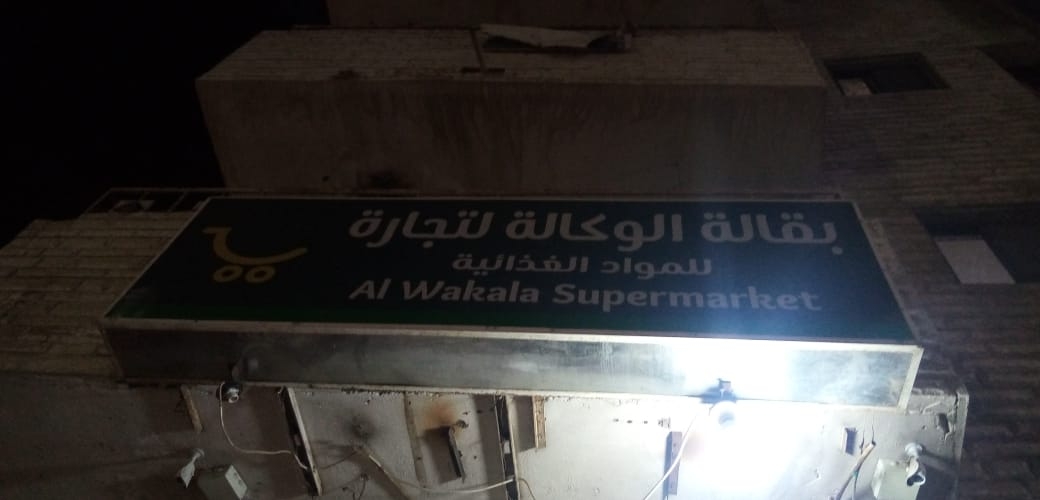 بقالة الوكالة لتجارة
للمواد الغذائية
Al Wakala Supermarket